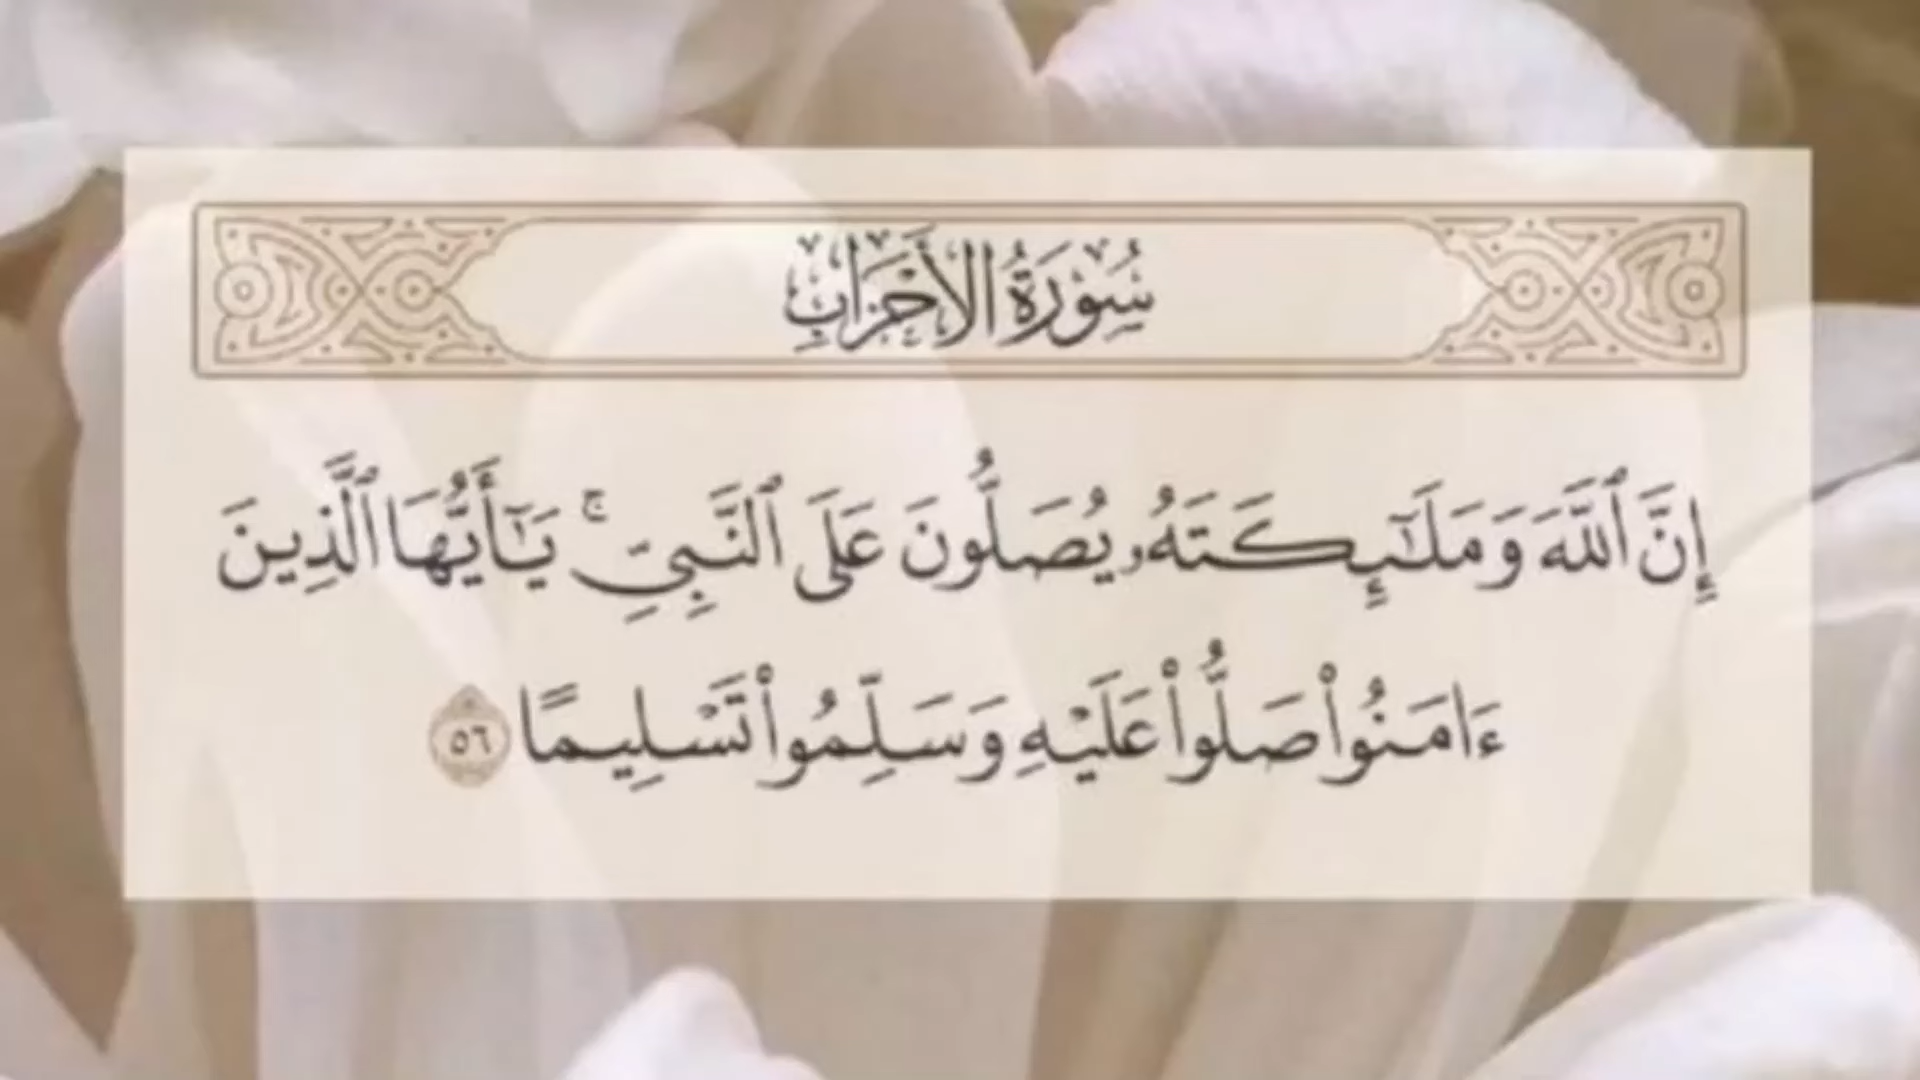 سُورَةُ الأَحْزَابِ
إِنَّ ٱللَّهَ وَمَلَـٰٓئِكَتَهُۥ يُصَلُّونَ عَلَى ٱلنَّبِيِّ ۚ يَـٰٓأَيُّهَا ٱلَّذِينَ
ءَامَنُوا۟ صَلُّوا۟ عَلَيْهِ وَسَلِّمُوا۟ تَسْلِيمًا ٥٦